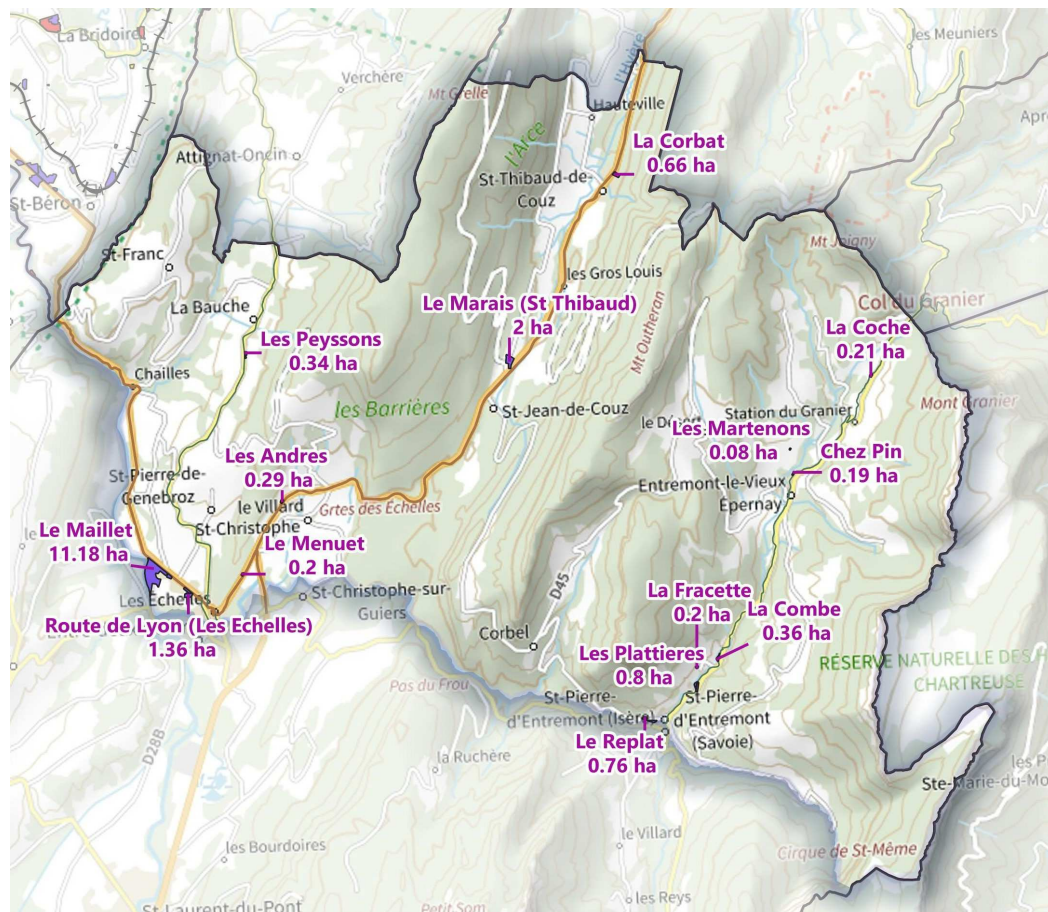 La Bridoire
les Meuniers
Verchère
l'Hyère
Mt Grelle
Hauteville
l'Arce
La Corbat
0.66 ha
Attignat-Oncin
St-Thibaud-de-
Couz
St-Béron
Mt Joigny
St-Franc
les Gros Louis
Col du Granier
La Bauche
Le Marais (St Thibaud)
2 ha
Mt Outheran
La Coche
0.21 ha
Les Peyssons
0.34 ha
Chailles
Mont Granier
les Barrières
St-Jean-de-Couz
Station du Granier
Les Martenons
0.08 ha
Chez Pin
0.19 ha
Les Andres
0.29 ha
St-Pierre-de-
Genebroz
Entremont-le-Vieux
Épernay
le Villard
Grtes des Échelles
St-Christophe
Le Maillet
11.18 ha
Le Menuet
0.2 ha
D45
Les Échelles
St-Christophe-sur-
Guiers
La Fracette
0.2 ha
La Combe
0.36 ha
Route de Lyon (Les Echelles)
1.36 ha
Corbel
Les Plattieres
0.8 ha
RÉSERVE NATURELLE DES H
CHARTREUSE
Pas du Frou
St-Pierre-
d'Entremont (Isère)
St-Pierre-
d'Entremont
(Savoie)
D28B
Le Replat
0.76 ha
la Ruchère
Ste-Marie-du-Mo
le Villard
les Bourdoires
Cirque de St-Même
les Reys
St-Laurent-du-Pont
Petit Som